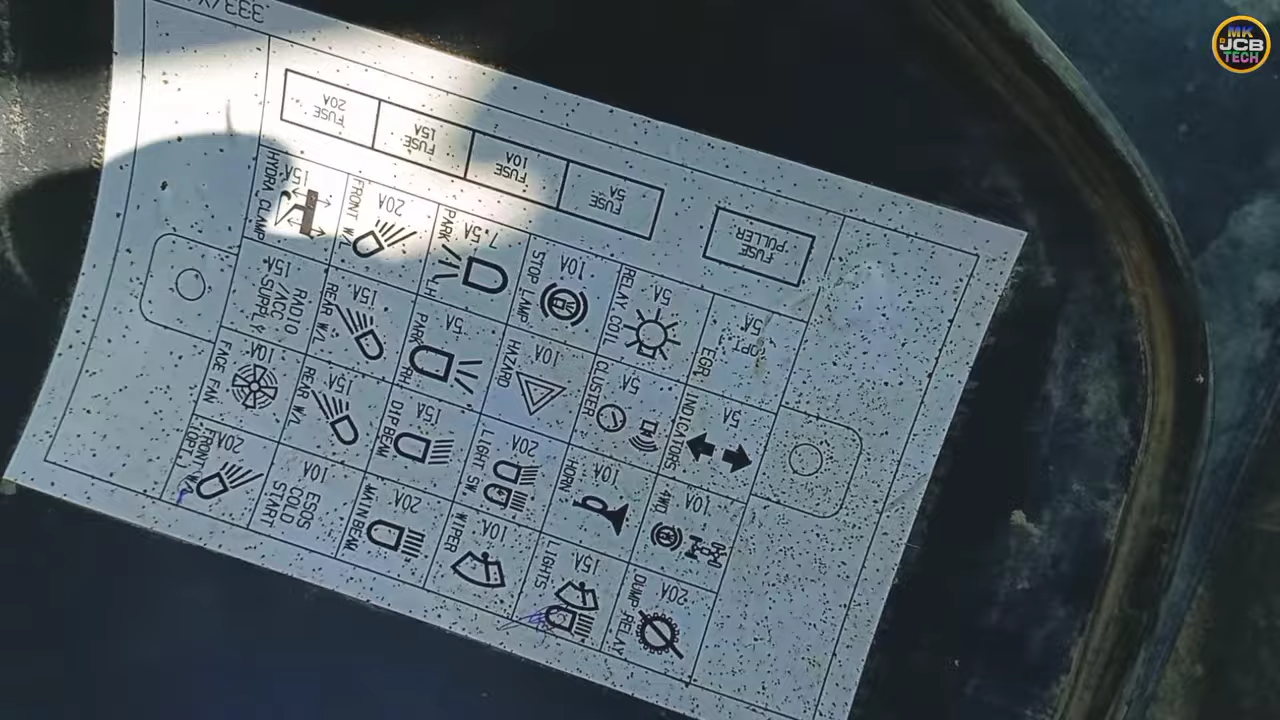 MK
JCB
TECH
333/Y
FUSE
20A
FUSE
15A
FUSE
10A
FUSE
5A
FUSE
PULLER
HYDRA CLAMP
15A
FRONT W/L
20A
PARK LH
7.5A
STOP LAMP
10A
RELAY COIL
5A
5A
(OPT)
EGR
15A
RADIO
/ACC
SUPPLY
REAR W/L
15A
PARK RH
5A
HAZARD
10A
CLUSTER
5A
INDICATORS
5A
FACE FAN
10A
REAR W/L
15A
DIP BEAM
15A
LIGHT SW.
20A
HORN
10A
4WD
10A
FRONT W/L
(OPT.)
20A
10A
ESOS
COLD
START
MAIN BEAM
20A
WIPER
10A
LIGHTS
15A
DUMP RELAY
20A